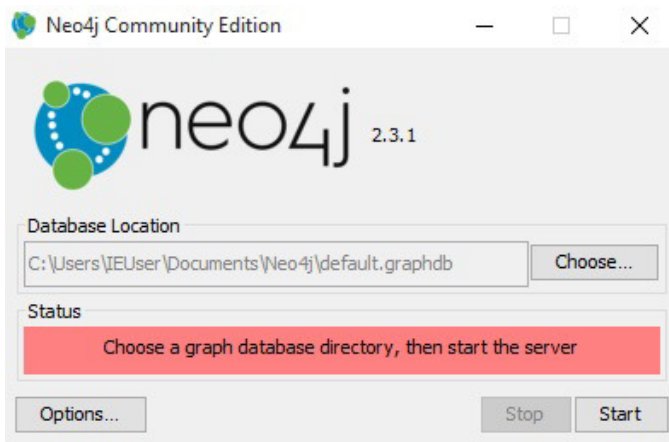 Neo4j Community Edition
neo4j 2.3.1
Database Location
C:\Users\IEUser\Documents\Neo4j\default.graphdb
Choose...
Status
Choose a graph database directory, then start the server
Options...
Stop
Start